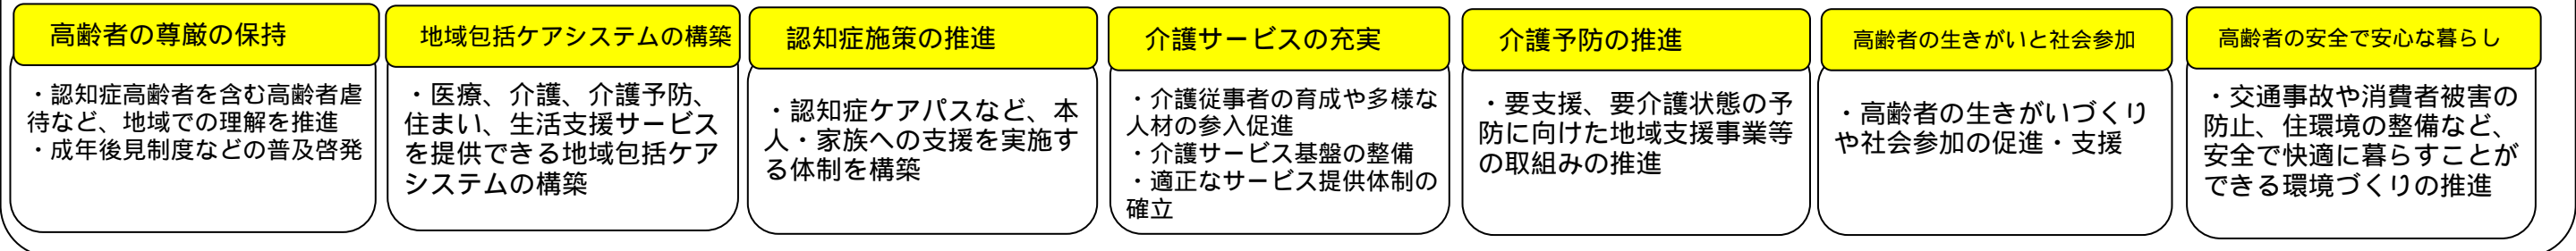 高齢者の尊厳の保持
・認知症高齢者を含む高齢者虐
待など、地域での理解を推進
・成年後見制度などの普及啓発
地域包括ケアシステムの構築
・医療、介護、介護予防、
住まい、生活支援サービス
を提供できる地域包括ケア
システムの構築
認知症施策の推進
・認知症ケアパスなど、本
人・家族への支援を実施す
る体制を構築
介護サービスの充実
・介護従事者の育成や多様な
人材の参入促進
・介護サービス基盤の整備
・適正なサービス提供体制の
確立
介護予防の推進
・要支援、要介護状態の予
防に向けた地域支援事業等
の取組みの推進
高齢者の生きがいと社会参加
・高齢者の生きがいづくり
や社会参加の促進・支援
高齢者の安全で安心な暮らし
・交通事故や消費者被害の
防止、住環境の整備など、
安全で快適に暮らすことが
できる環境づくりの推進